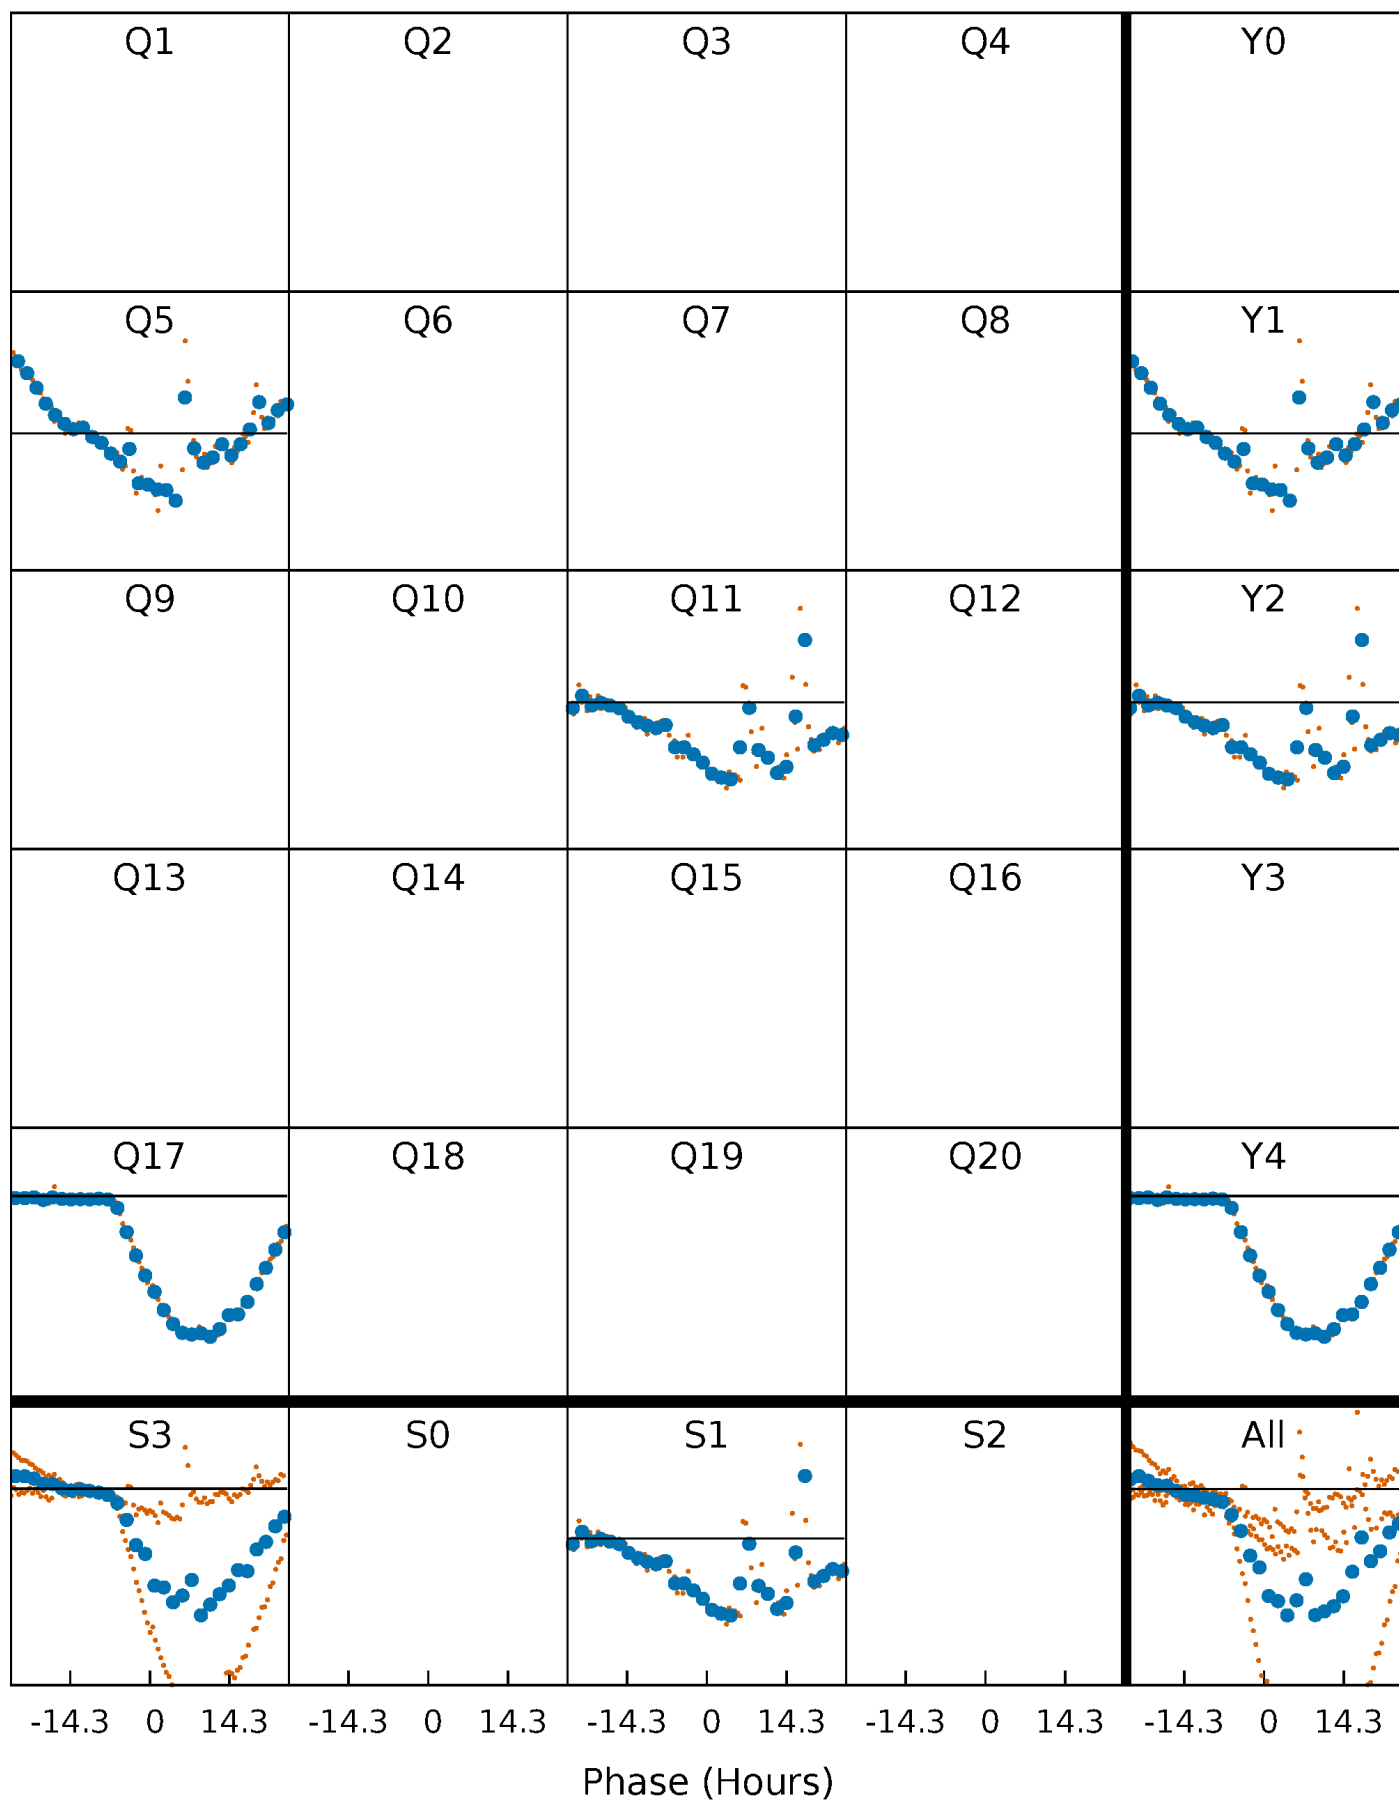 Q1 Q2 Q3 Q4 Y0
Q5 Q6 Q7 Q8 Y1
Q9 Q10 Q11 Q12 Y2
Q13 Q14 Q15 Q16 Y3
Q17 Q18 Q19 Q20 Y4
S3 S0 S1 S2 All
-14.3 0 14.3 -14.3 0 14.3 -14.3 0 14.3 -14.3 0 14.3 -14.3 0 14.3
Phase (Hours)